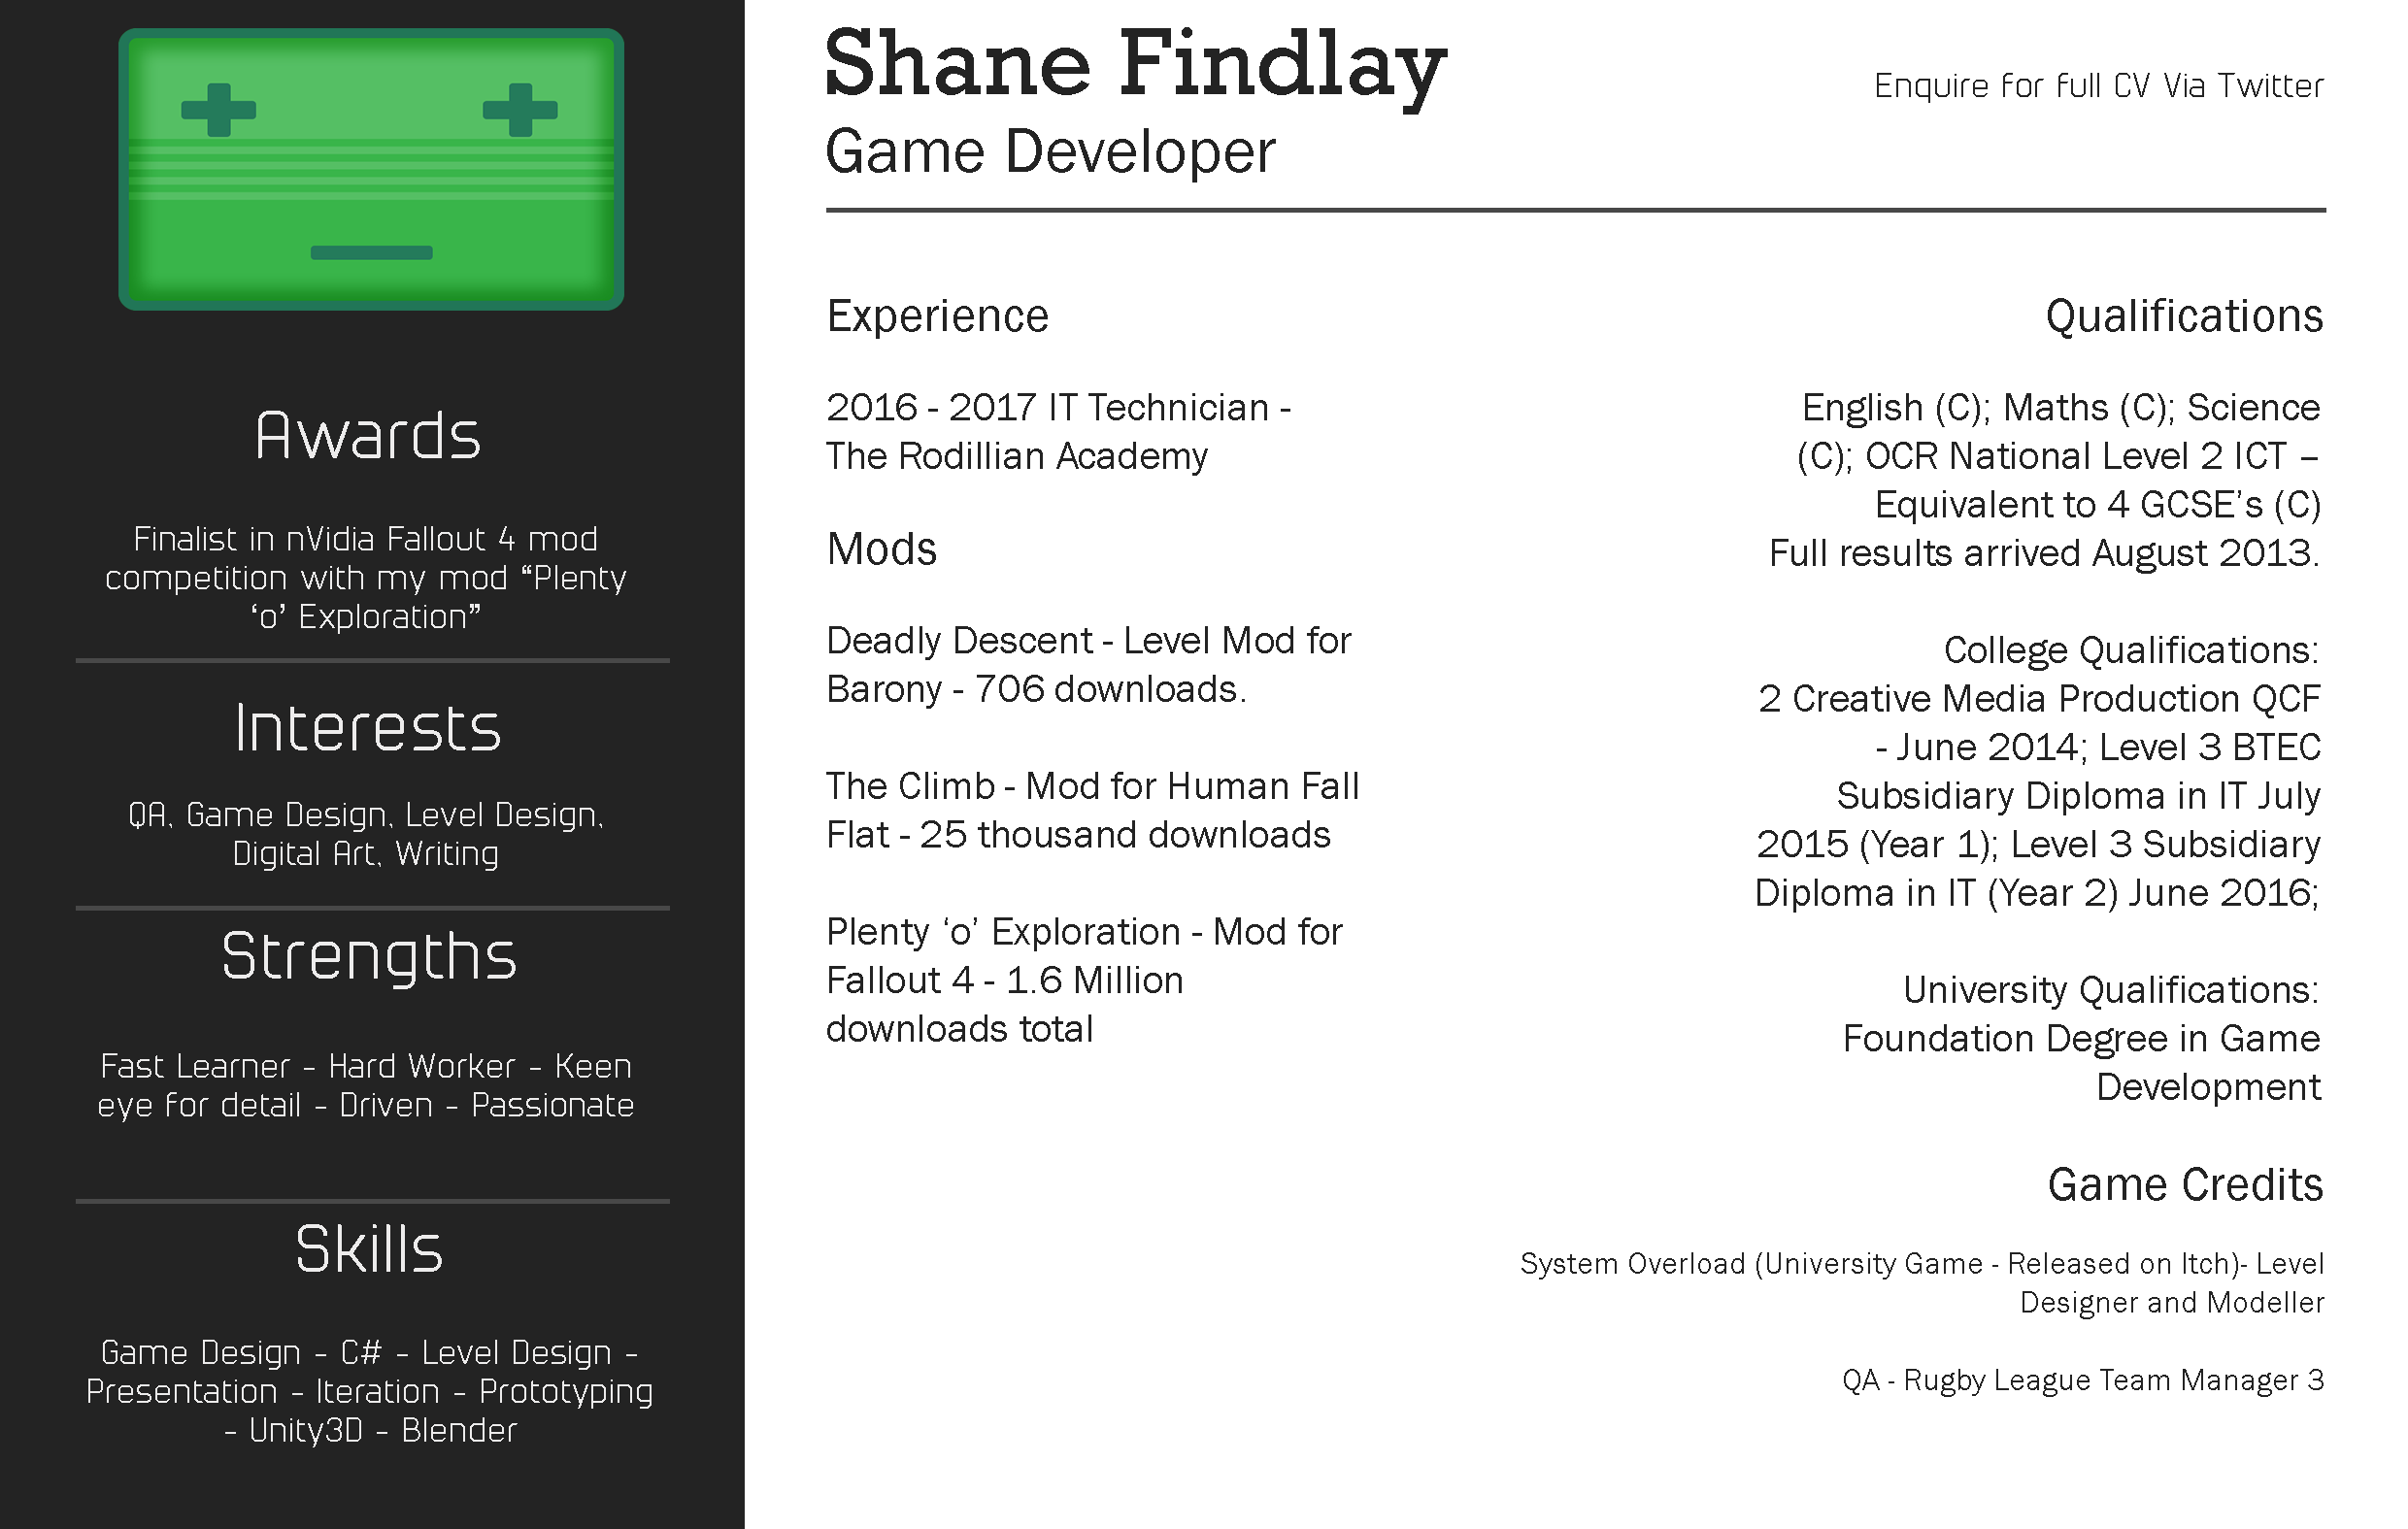 Awards
Finalist in nVidia Fallout 4 mod
competition with my mod “Plenty
‘o’ Exploration”
Interests
QA, Game Design, Level Design,
Digital Art, Writing
Strengths
Fast Learner - Hard Worker - Keen
eye for detail - Driven - Passionate
Skills
Game Design - C# - Level Design -
Presentation - Iteration - Prototyping
- Unity3D - Blender
Shane Findlay
Game Developer
Enquire for full CV Via Twitter
Experience
2016 - 2017 IT Technician -
The Rodillian Academy
Mods
Deadly Descent - Level Mod for
Barony - 706 downloads.
The Climb - Mod for Human Fall
Flat - 25 thousand downloads
Plenty ‘o’ Exploration - Mod for
Fallout 4 - 1.6 Million
downloads total
Qualifications
English (C); Maths (C); Science
(C); OCR National Level 2 ICT –
Equivalent to 4 GCSE’s (C)
Full results arrived August 2013.
College Qualifications:
2 Creative Media Production QCF
- June 2014; Level 3 BTEC
Subsidiary Diploma in IT July
2015 (Year 1); Level 3 Subsidiary
Diploma in IT (Year 2) June 2016;
University Qualifications:
Foundation Degree in Game
Development
Game Credits
System Overload (University Game - Released on Itch)- Level
Designer and Modeller
QA - Rugby League Team Manager 3